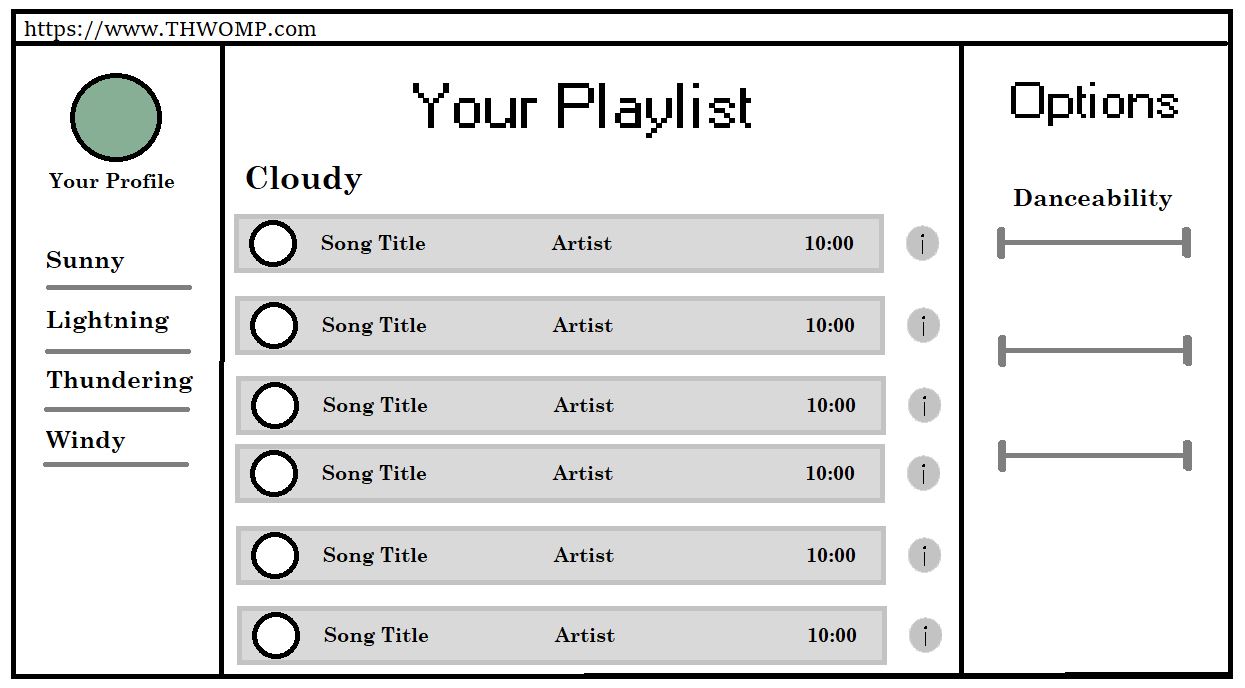 https://www.THWOMP.com
Your Profile
Sunny
Lightning
Thundering
Windy
Your Playlist
Cloudy
Song Title Artist 10:00 i
Song Title Artist 10:00 i
Song Title Artist 10:00 i
Song Title Artist 10:00 i
Song Title Artist 10:00 i
Song Title Artist 10:00 i
Options
Danceability